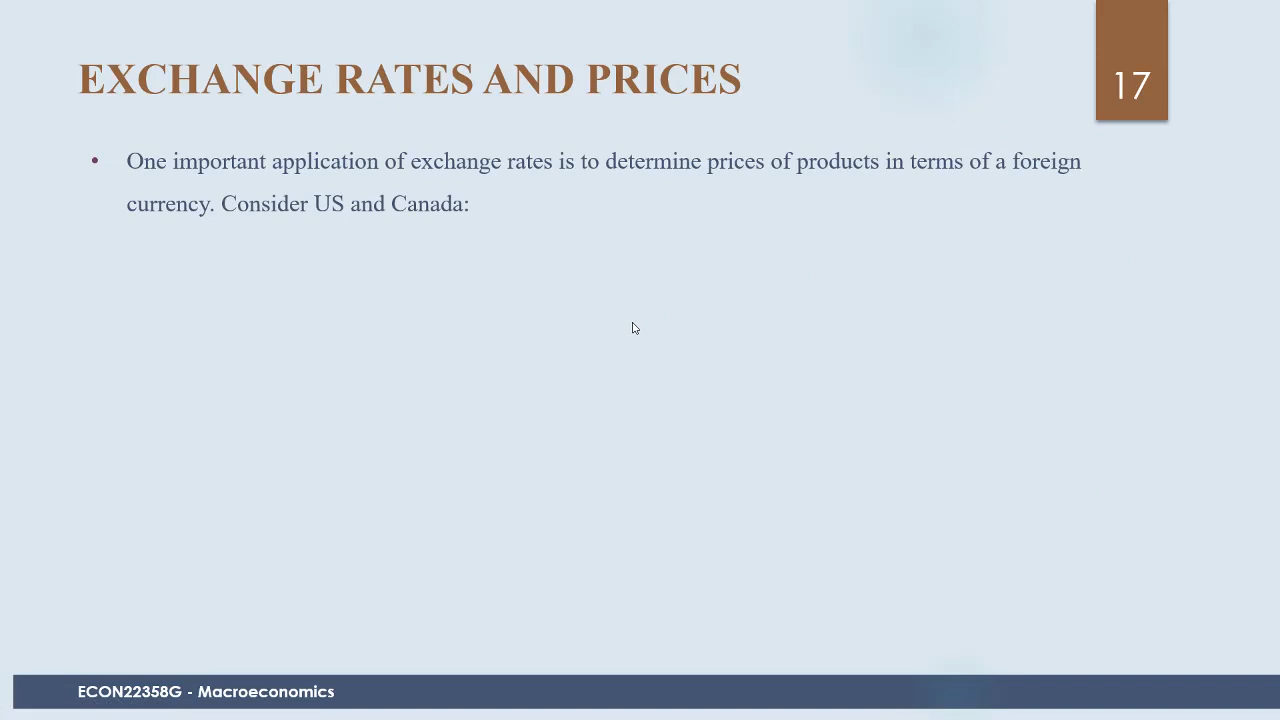 EXCHANGE RATES AND PRICES
17
• One important application of exchange rates is to determine prices of products in terms of a foreign
currency. Consider US and Canada:
ECON22358G - Macroeconomics